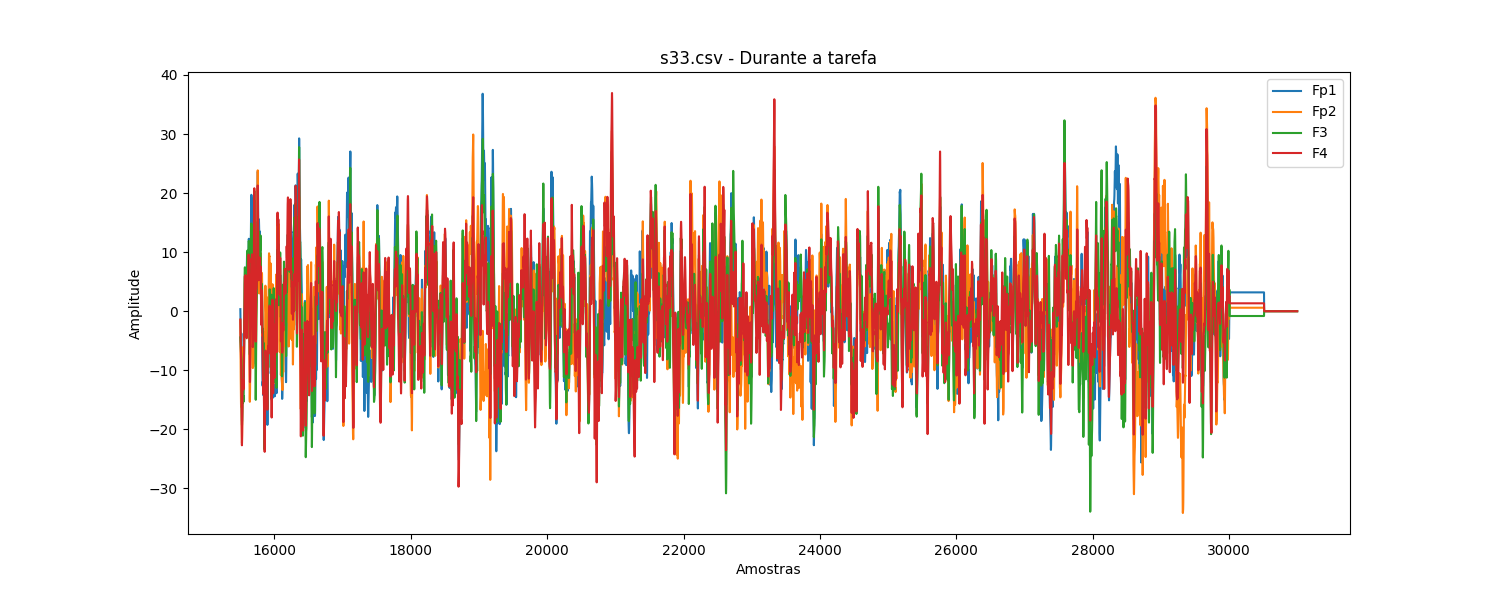 s33.csv - Durante a tarefa
40
30
20
10
0
−10
−20
−30
Amplitude
Fp1
Fp2
F3
F4
16000 18000 20000 22000 24000 26000 28000 30000
Amostras